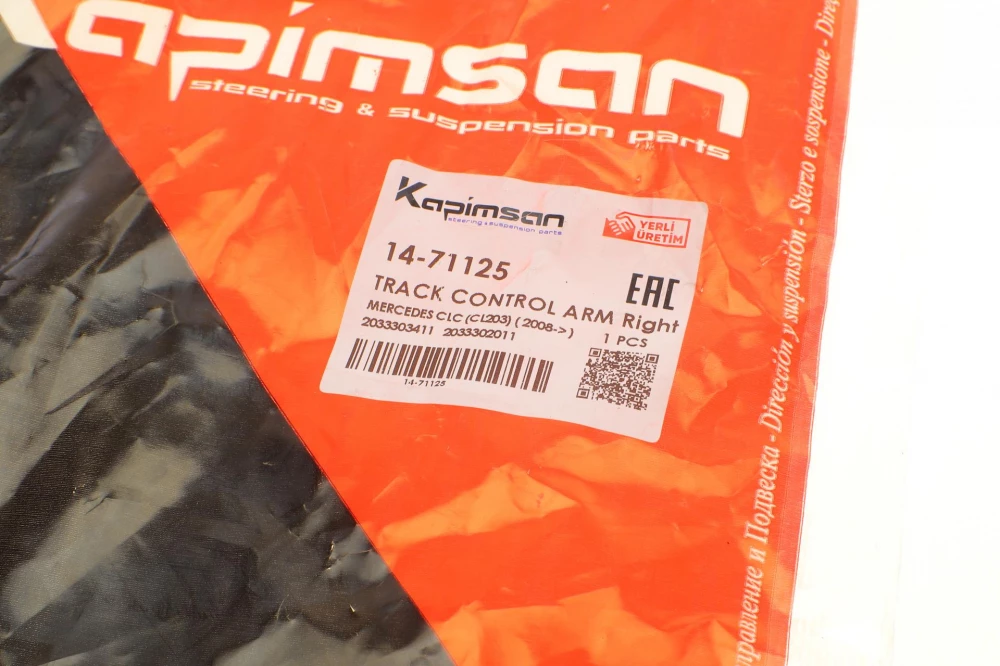 Kapimsan
steering & suspension parts
Kapimsan
steering & suspension parts
YERLİ
ÜRETİM
14-71125
EAC
TRACK CONTROL ARM Right
MERCEDES CLC (CL203) ( 2008-> )
1 PCS
2033303411 2033302011
14-71125
и Подвеска - Dirección y suspensión - Sterzo e sospensione -